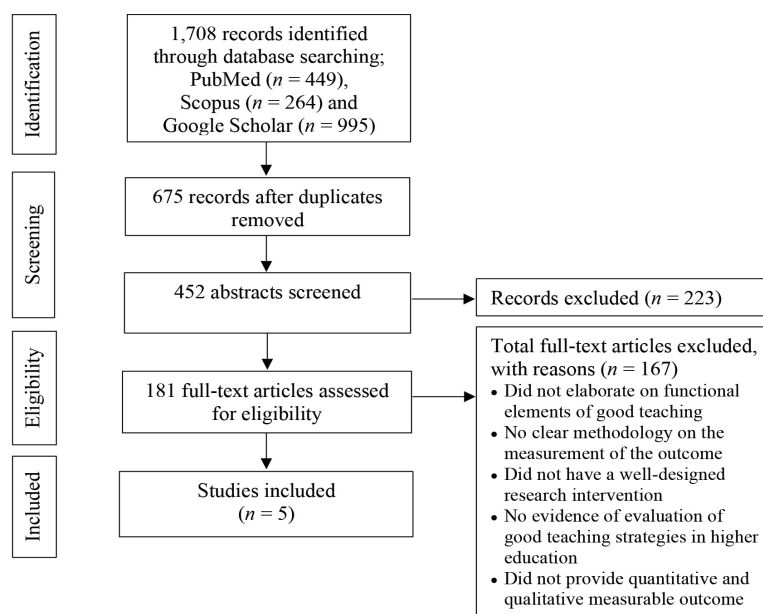 Identification
1,708 records identified
through database searching;
PubMed (n = 449),
Scopus (n = 264) and
Google Scholar (n = 995)
Screening
675 records after duplicates
removed
452 abstracts screened
Records excluded (n = 223)
Eligibility
181 full-text articles assessed
for eligibility
Total full-text articles excluded,
with reasons (n = 167)
• Did not elaborate on functional
elements of good teaching
• No clear methodology on the
measurement of the outcome
• Did not have a well-designed
research intervention
• No evidence of evaluation of
good teaching strategies in higher
education
• Did not provide quantitative and
qualitative measurable outcome
Included
Studies included
(n = 5)